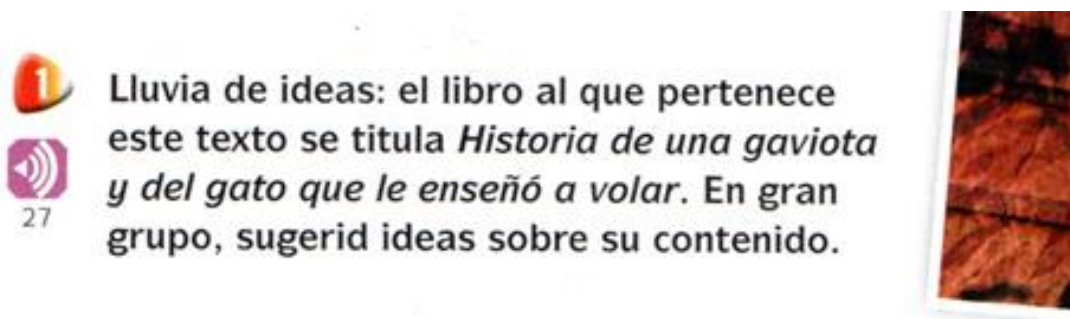 1
Lluvia de ideas: el libro al que pertenece
este texto se titula Historia de una gaviota
y del gato que le enseñó a volar. En gran
grupo, sugerid ideas sobre su contenido.
27